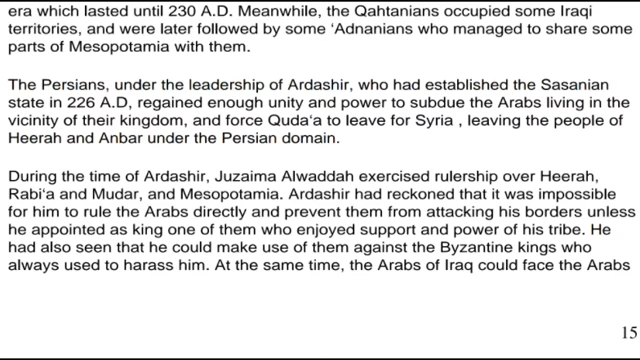 era which lasted until 230 A.D. Meanwhile, the Qahtanians occupied some Iraqi
territories, and were later followed by some ‘Adnanians who managed to share some
parts of Mesopotamia with them.
The Persians, under the leadership of Ardashir, who had established the Sasanian
state in 226 A.D, regained enough unity and power to subdue the Arabs living in the
vicinity of their kingdom, and force Quda‘a to leave for Syria , leaving the people of
Heerah and Anbar under the Persian domain.
During the time of Ardashir, Juzaima Alwaddah exercised rulership over Heerah,
Rabi‘a and Mudar, and Mesopotamia. Ardashir had reckoned that it was impossible
for him to rule the Arabs directly and prevent them from attacking his borders unless
he appointed as king one of them who enjoyed support and power of his tribe. He
had also seen that he could make use of them against the Byzantine kings who
always used to harass him. At the same time, the Arabs of Iraq could face the Arabs
15